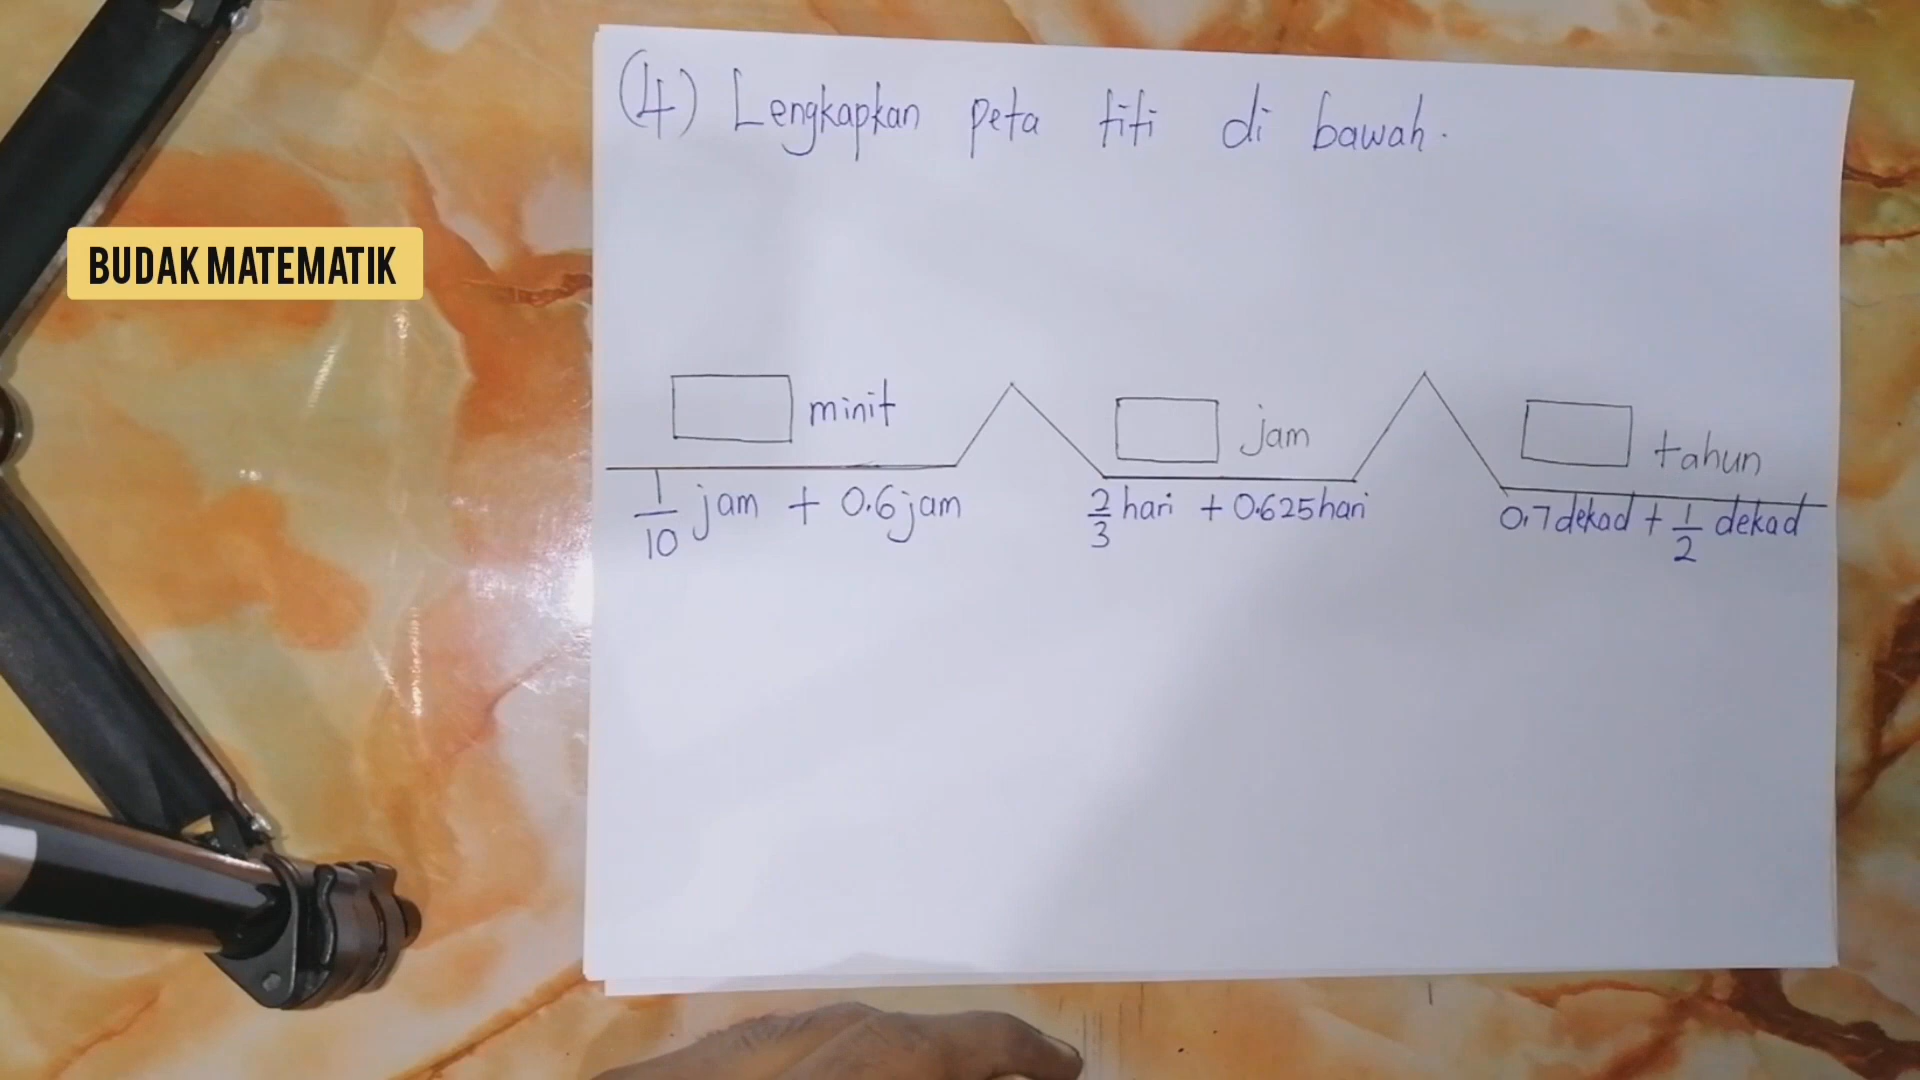 (4) Lengkapkan peta titi di bawah.
BUDAK MATEMATIK
minit
jam
tahun
1/10 jam + 0.6 jam
2/3 hari + 0.625 hari
0.7 dekad + 1/2 dekad